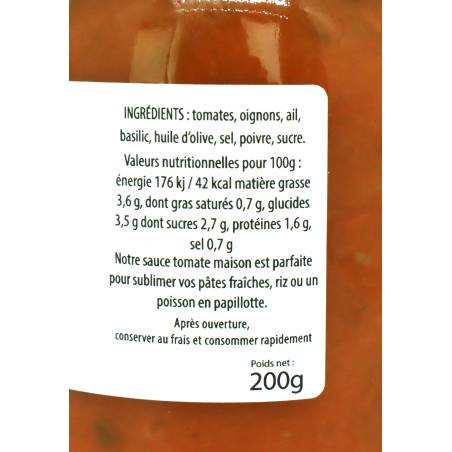 INGRÉDIENTS : tomates, oignons, ail,
basilic, huile d'olive, sel, poivre, sucre.
Valeurs nutritionnelles pour 100g :
énergie 176 kj / 42 kcal matière grasse
3,6 g, dont gras saturés 0,7 g, glucides
3,5 g dont sucres 2,7 g, protéines 1,6 g,
sel 0,7 g
Notre sauce tomate maison est parfaite
pour sublimer vos pâtes fraîches, riz ou un
poisson en papillotte.
Après ouverture,
conserver au frais et consommer rapidement
Poids net :
200g